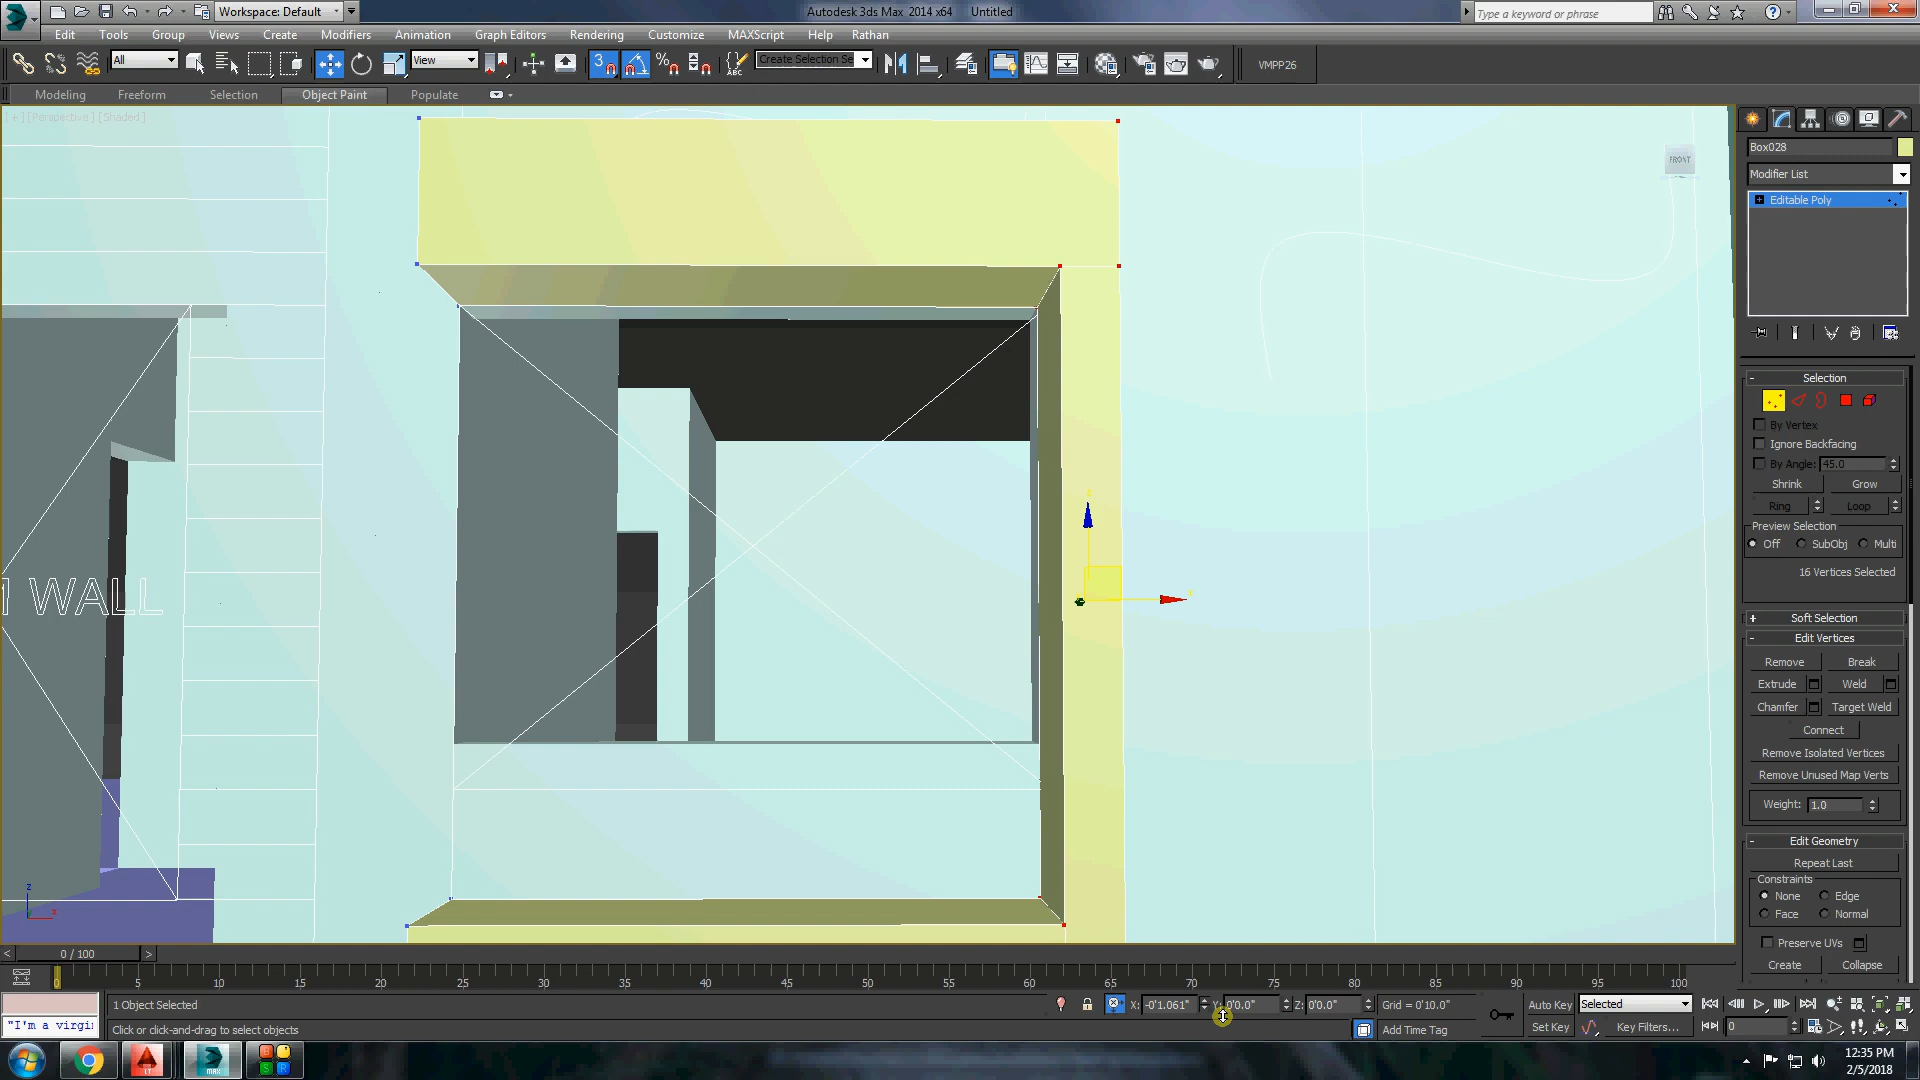 Workspace: Default
Autodesk 3ds Max 2014 x64 Untitled
Type a keyword or phrase
Edit Tools Group Views Create Modifiers Animation Graph Editors Rendering Customize MAXScript Help Rathan
All
View
3
Create Selection Se
VMPP26
Modeling Freeform Selection Object Paint Populate
[+] [Perspective] [Shaded]
FRONT
WALL
z
x
Box028
Modifier List
Editable Poly
Selection
By Vertex
Ignore Backfacing
By Angle: 45.0
Shrink Grow
Ring Loop
Preview Selection
Off SubObj Multi
16 Vertices Selected
Soft Selection
Edit Vertices
Remove Break
Extrude Weld
Chamfer Target Weld
Connect
Remove Isolated Vertices
Remove Unused Map Verts
Weight: 1.0
Edit Geometry
Repeat Last
Constraints
None Edge
Face Normal
Preserve UVs
Create Collapse
< 0 / 100 >
0 5 10 15 20 25 30 35 40 45 50 55 60 65 70 75 80 85 90 95 100
1 Object Selected
X: -0'1.061" Y: 0'0.0" Z: 0'0.0" Grid = 0'10.0"
Auto Key Selected
"I'm a virgi
Click or click-and-drag to select objects
Add Time Tag
Set Key Key Filters...
0
12:35 PM
2/5/2018